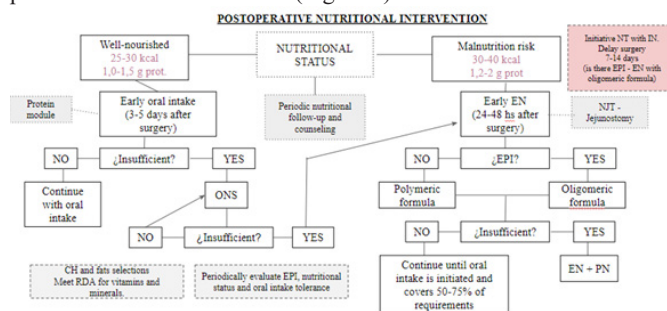 POSTOPERATIVE NUTRITIONAL INTERVENTION
Well-nourished
25-30 kcal
1,0-1,5 g prot.
NUTRITIONAL
STATUS
Malnutrition risk
30-40 kcal
1,2-2 g prot.
Initiative NT with IN.
Delay surgery
7-14 days
(is there EPI - EN with
oligomeric formula)
Protein
module
Early oral intake
(3-5 days after
surgery)
Periodic nutritional
follow-up and
counseling
Early EN
(24-48 hs after
surgery)
NJT -
Jejunostomy
NO
¿Insufficient?
YES
NO
¿EPI?
YES
Continue
with oral
intake
ONS
Polymeric
formula
Oligomeric
formula
NO
¿Insufficient?
YES
¿Insufficient?
YES
CH and fats selections
Meet RDA for vitamins and
minerals.
Periodically evaluate EPI, nutritional
status and oral intake tolerance
Continue until oral
intake is initiated and
covers 50-75% of
requirements
EN + PN